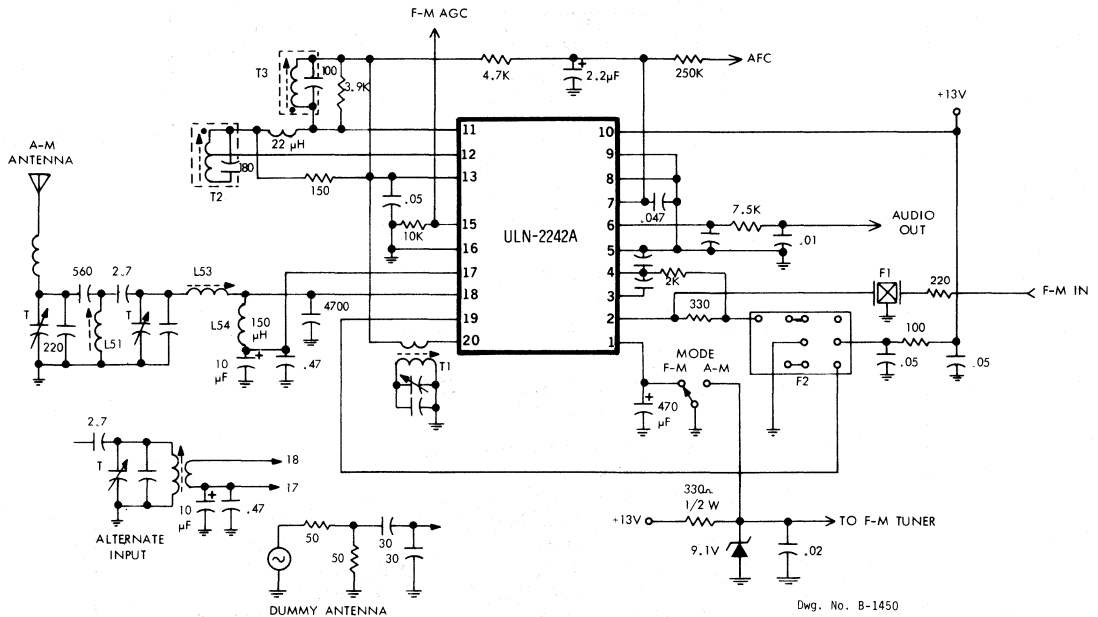 F-M AGC
T3
100
3.9K
4.7K
+
2.2µF
250K
AFC
+13V
A-M
ANTENNA
22 µH
11
10
12
9
180
T2
150
13
8
7
.047
.05
10K
15
6
7.5K
AUDIO
OUT
ULN-2242A
16
5
.01
560
2.7
L53
17
4
2K
F1
220
F-M IN
18
3
330
T
220
L51
T
L54
150
µH
4700
19
2
100
10
µF
+
.47
20
1
T1
MODE
F-M A-M
F2
.05
.05
+
470
µF
2.7
T
18
17
10
µF
+
.47
ALTERNATE
INPUT
330Ω
1/2 W
+13V
TO F-M TUNER
9.1V
.02
50
50
30
30
DUMMY ANTENNA
Dwg. No. B-1450